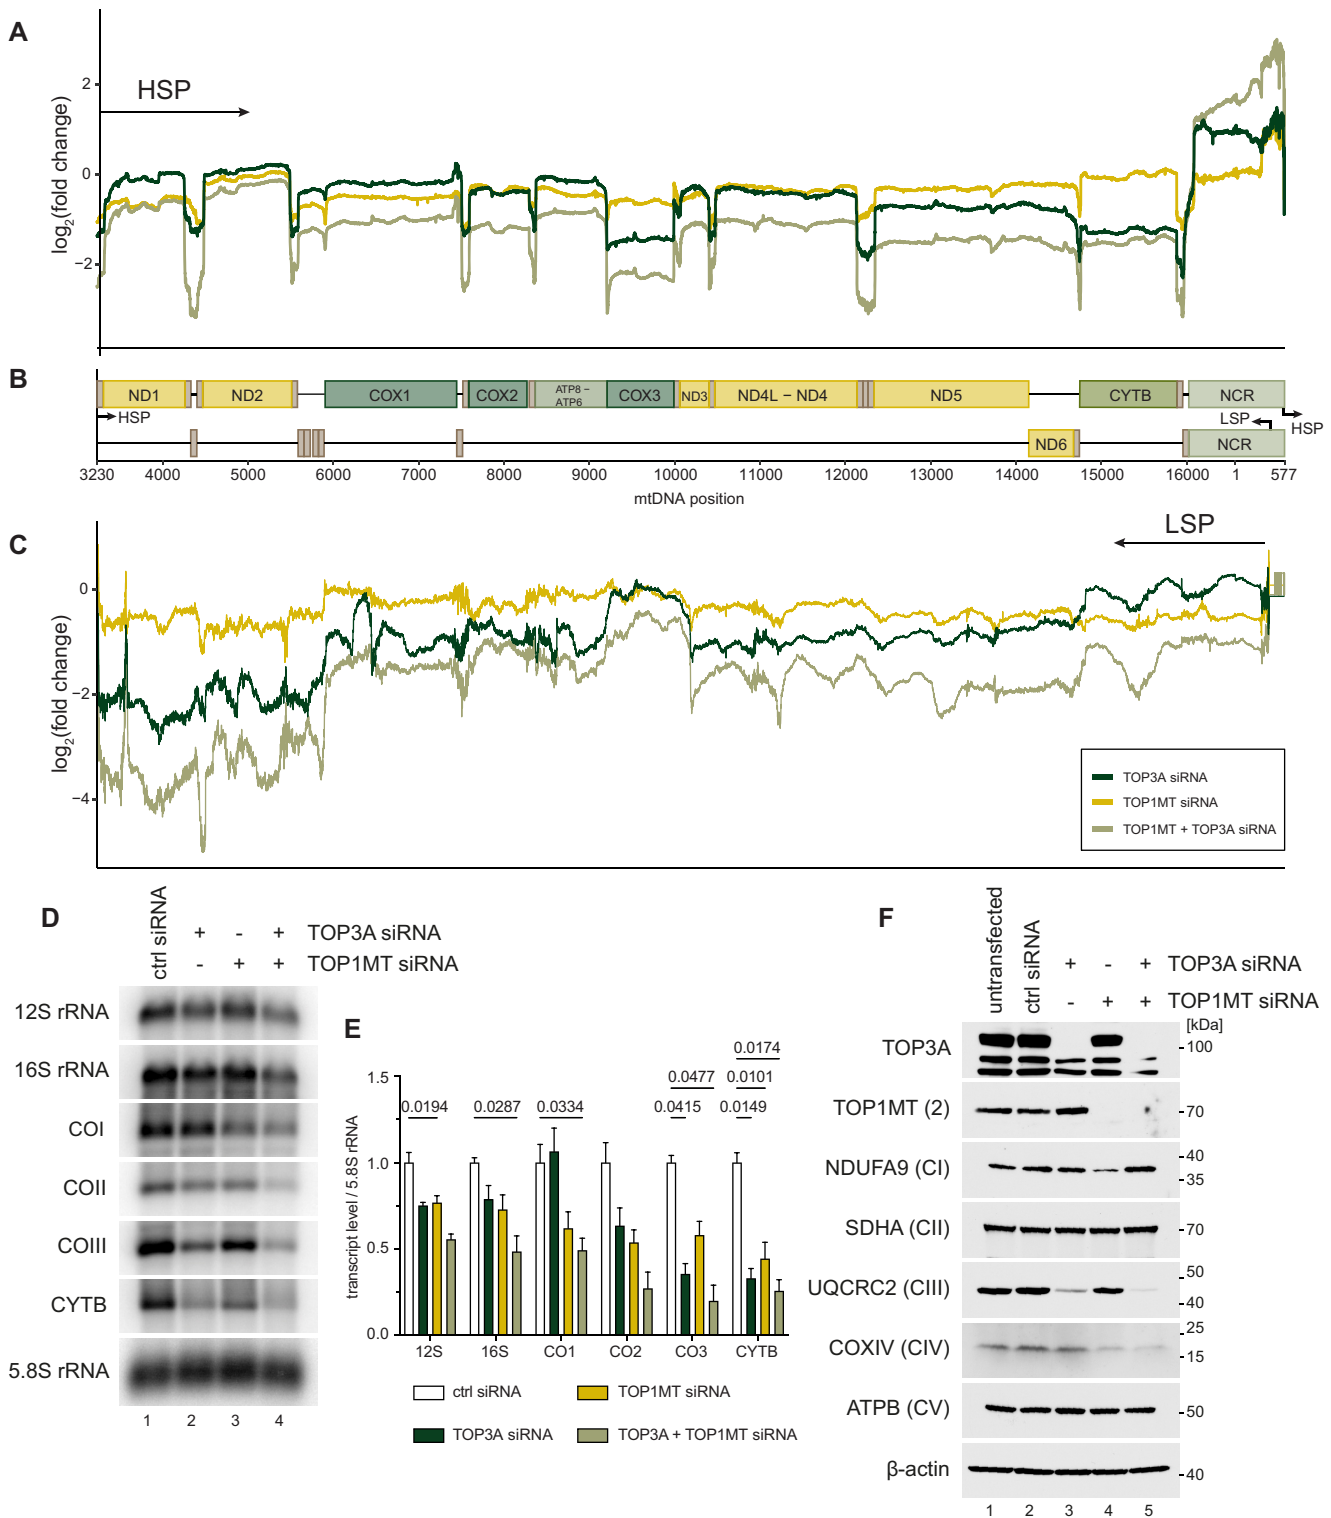 A
HSP
log2(fold change)
2
0
−2
B
ND1 ND2 COX1 COX2 ATP8 – ATP6 COX3 ND3 ND4L – ND4 ND5 CYTB NCR
HSP
LSP
HSP
ND6 NCR
3230 4000 5000 6000 7000 8000 9000 10000 11000 12000 13000 14000 15000 16000 1 577
mtDNA position
C
LSP
log2(fold change)
0
−2
−4
TOP3A siRNA
TOP1MT siRNA
TOP1MT + TOP3A siRNA
D
ctrl siRNA
+ - + TOP3A siRNA
- + + TOP1MT siRNA
12S rRNA
16S rRNA
COI
COII
COIII
CYTB
5.8S rRNA
1 2 3 4
E
transcript level / 5.8S rRNA
1.5
1.0
0.5
0.0
0.0174
0.0477 0.0101
0.0194 0.0287 0.0334 0.0415 0.0149
12S 16S CO1 CO2 CO3 CYTB
ctrl siRNA TOP1MT siRNA
TOP3A siRNA TOP3A + TOP1MT siRNA
F
untransfected
ctrl siRNA
+ - + TOP3A siRNA
- + + TOP1MT siRNA
[kDa]
TOP3A 100
TOP1MT (2) 70
NDUFA9 (CI) 40
35
SDHA (CII) 70
UQCRC2 (CIII) 50
40
COXIV (CIV) 25
15
ATPB (CV) 50
β-actin 40
1 2 3 4 5